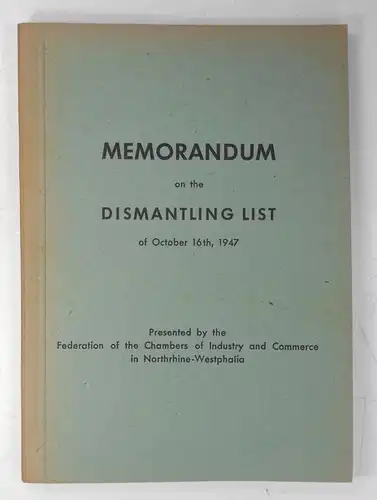 MEMORANDUM
on the
DISMANTLING LIST
of October 16th, 1947
Presented by the
Federation of the Chambers of Industry and Commerce
in Northrhine-Westphalia